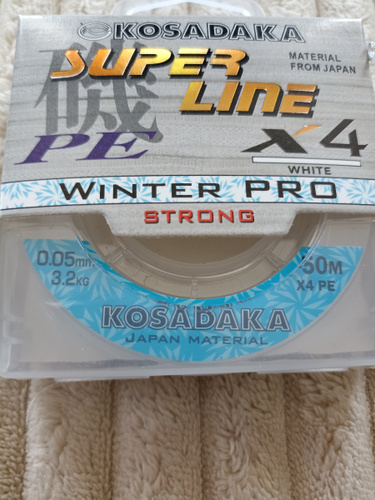 KOSADAKA
MATERIAL
FROM JAPAN
SUPER
LINE
磯
PE
X4
WHITE
WINTER PRO
STRONG
0.05mm.
3.2KG
50M
X4 PE
KOSADAKA
JAPAN MATERIAL